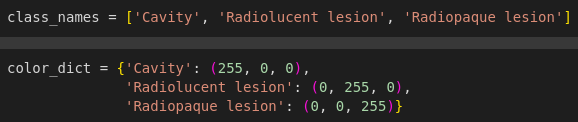 class_names = ['Cavity', 'Radiolucent lesion', 'Radiopaque lesion']
color_dict = {'Cavity': (255, 0, 0),
'Radiolucent lesion': (0, 255, 0),
'Radiopaque lesion': (0, 0, 255)}